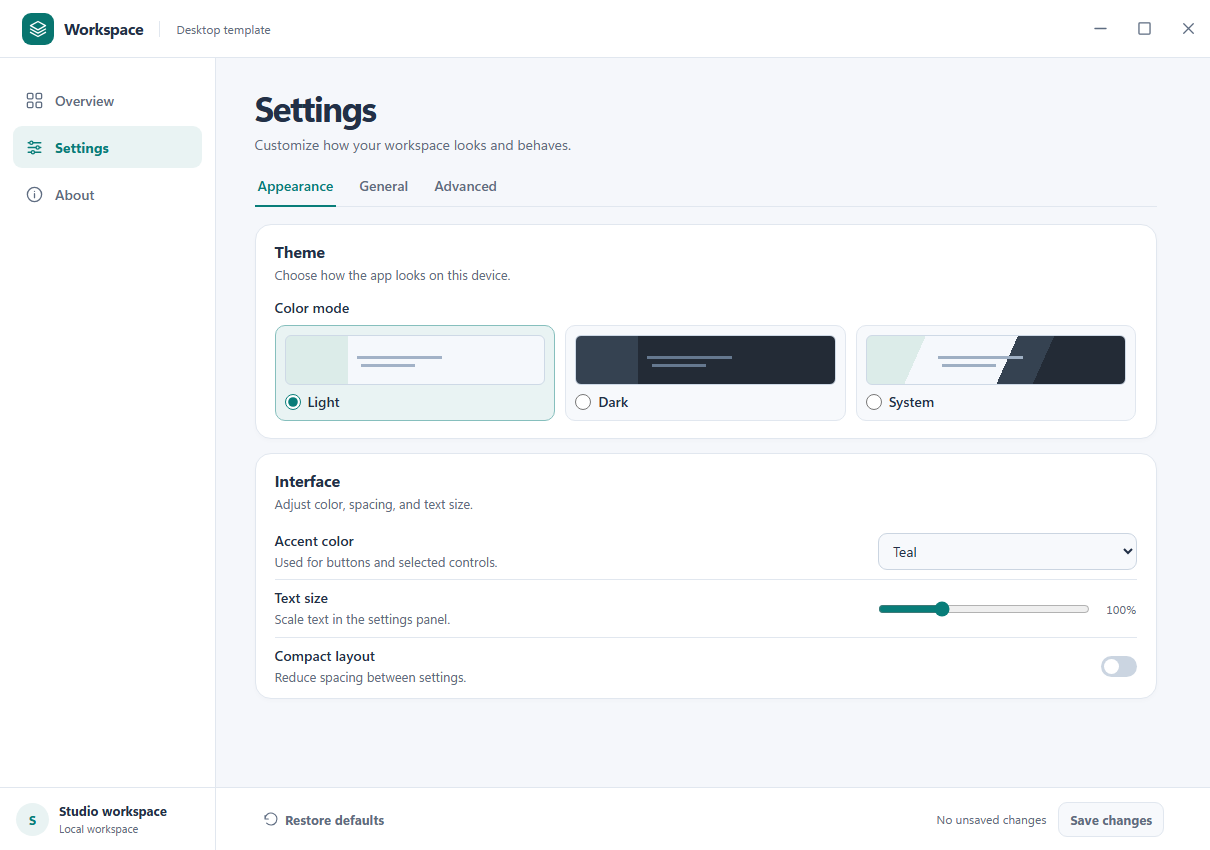 Workspace
Desktop template
Overview
Settings
About
Settings
Customize how your workspace looks and behaves.
Appearance General Advanced
Theme
Choose how the app looks on this device.
Color mode
Light Dark System
Interface
Adjust color, spacing, and text size.
Accent color
Used for buttons and selected controls.
Teal
Text size
Scale text in the settings panel.
100%
Compact layout
Reduce spacing between settings.
S
Studio workspace
Local workspace
Restore defaults
No unsaved changes
Save changes